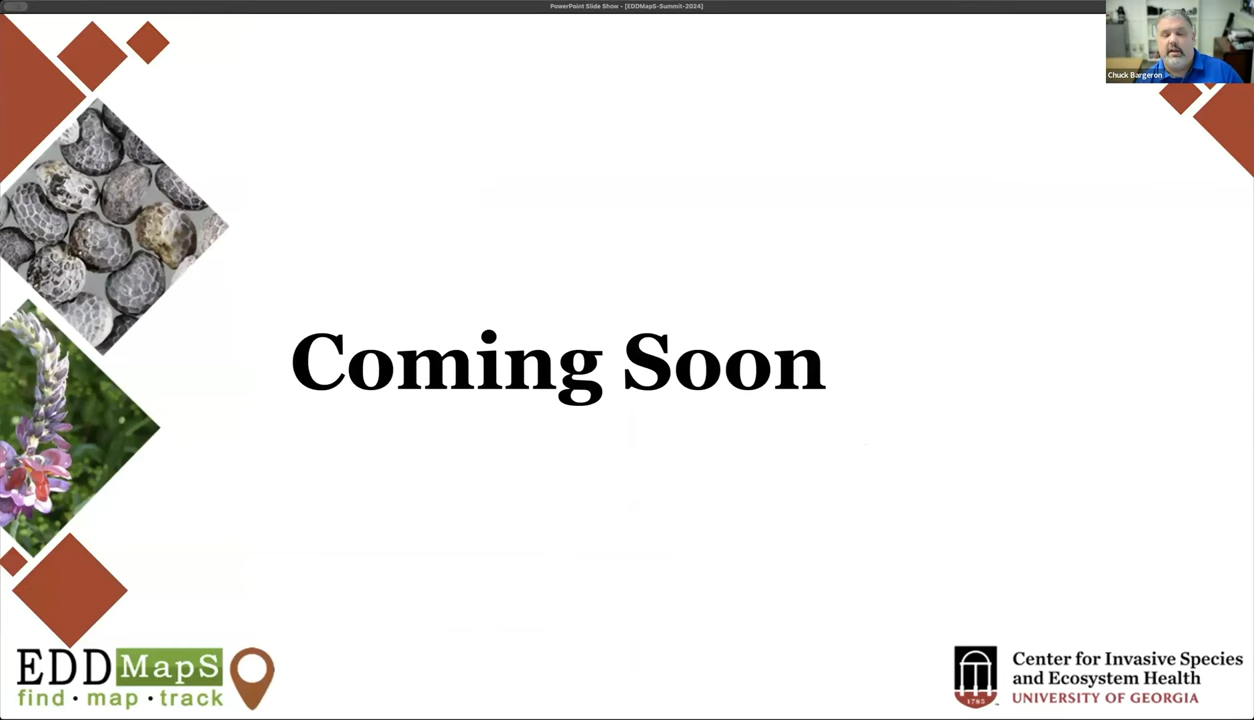 PowerPoint Slide Show - [EDDMapS-Summit-2024]
Chuck Bargeron
Coming Soon
EDDMapS
find · map · track
1785
Center for Invasive Species
and Ecosystem Health
UNIVERSITY OF GEORGIA